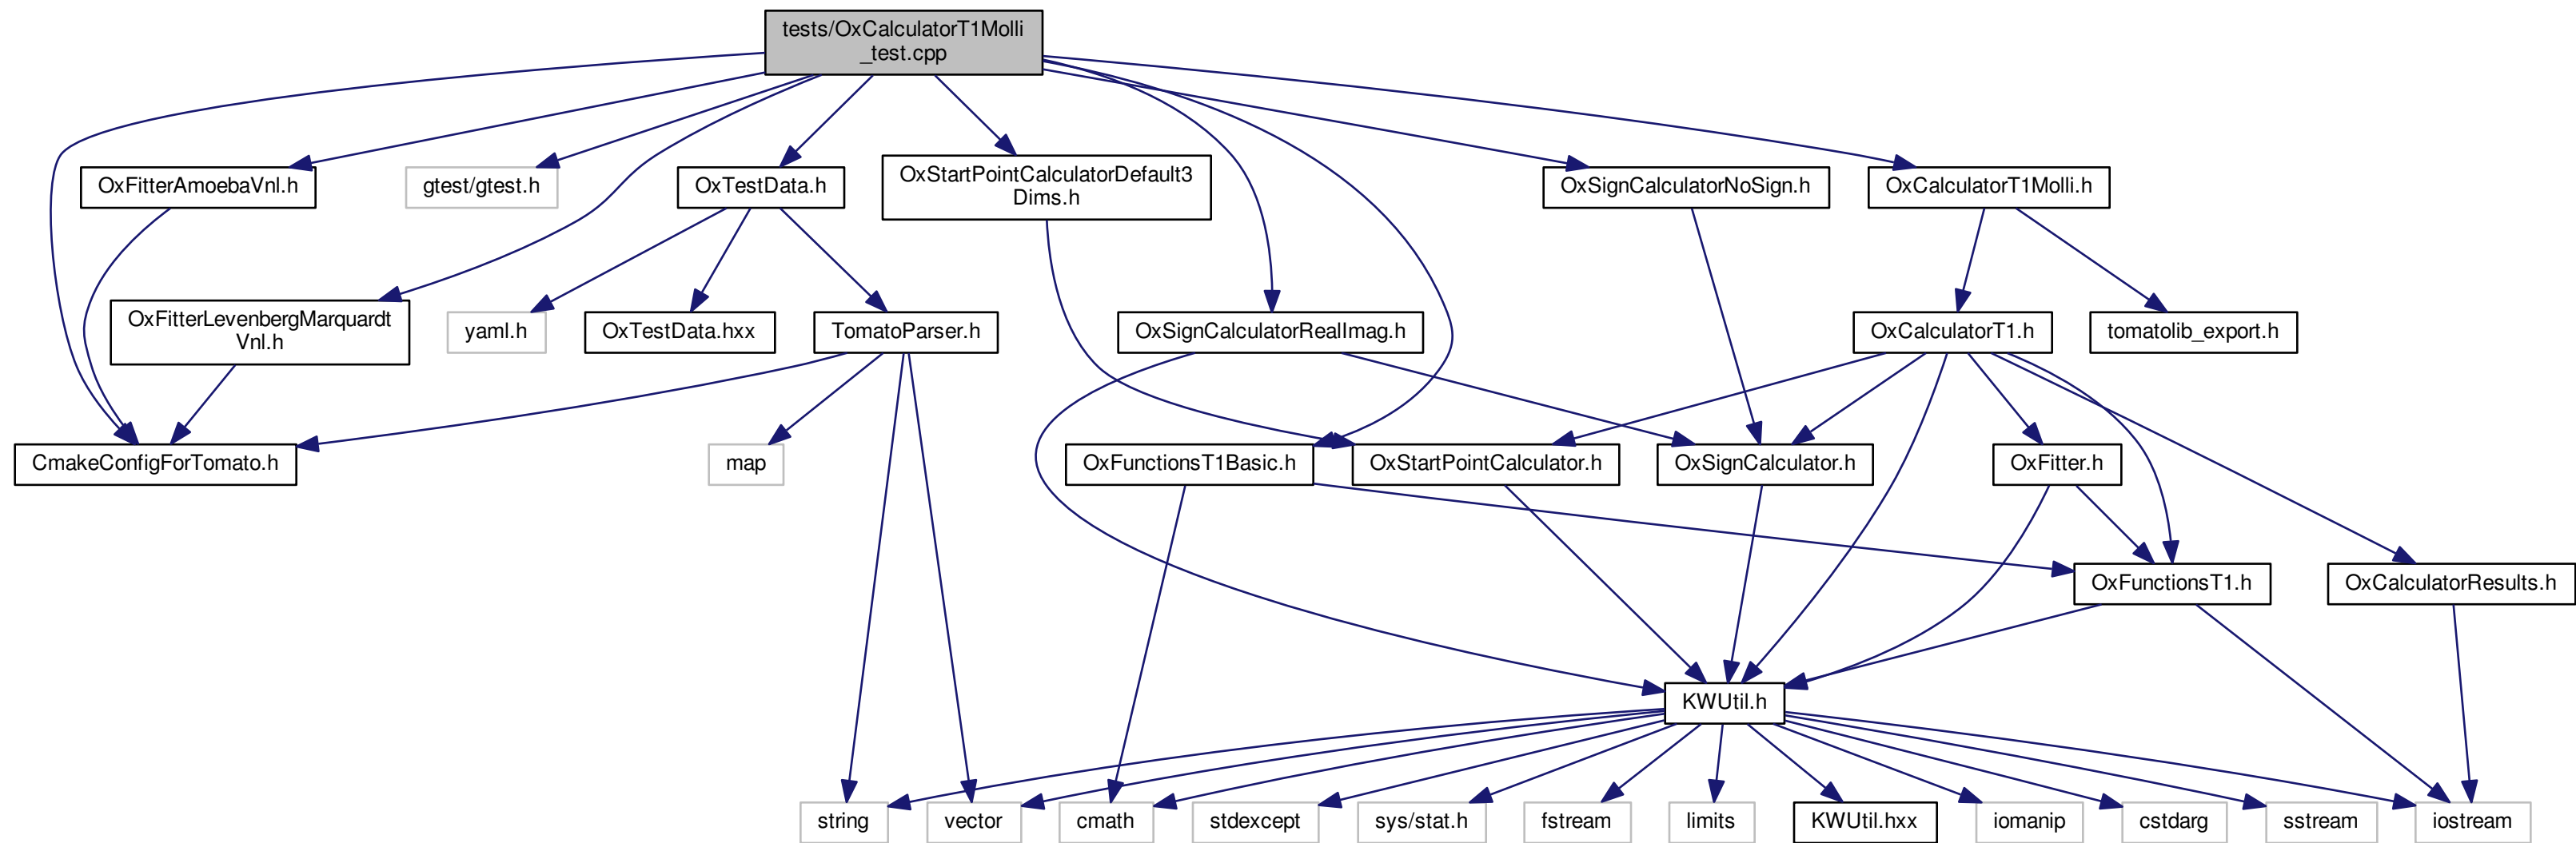 tests/OxCalculatorT1Molli
_test.cpp
OxFitterAmoebaVnl.h
gtest/gtest.h
OxTestData.h
OxStartPointCalculatorDefault3
Dims.h
OxSignCalculatorNoSign.h
OxCalculatorT1Molli.h
OxFitterLevenbergMarquardt
Vnl.h
yaml.h
OxTestData.hxx
TomatoParser.h
OxSignCalculatorRealImag.h
OxCalculatorT1.h
tomatolib_export.h
CmakeConfigForTomato.h
map
OxFunctionsT1Basic.h
OxStartPointCalculator.h
OxSignCalculator.h
OxFitter.h
OxFunctionsT1.h
OxCalculatorResults.h
KWUtil.h
string
vector
cmath
stdexcept
sys/stat.h
fstream
limits
KWUtil.hxx
iomanip
cstdarg
sstream
iostream